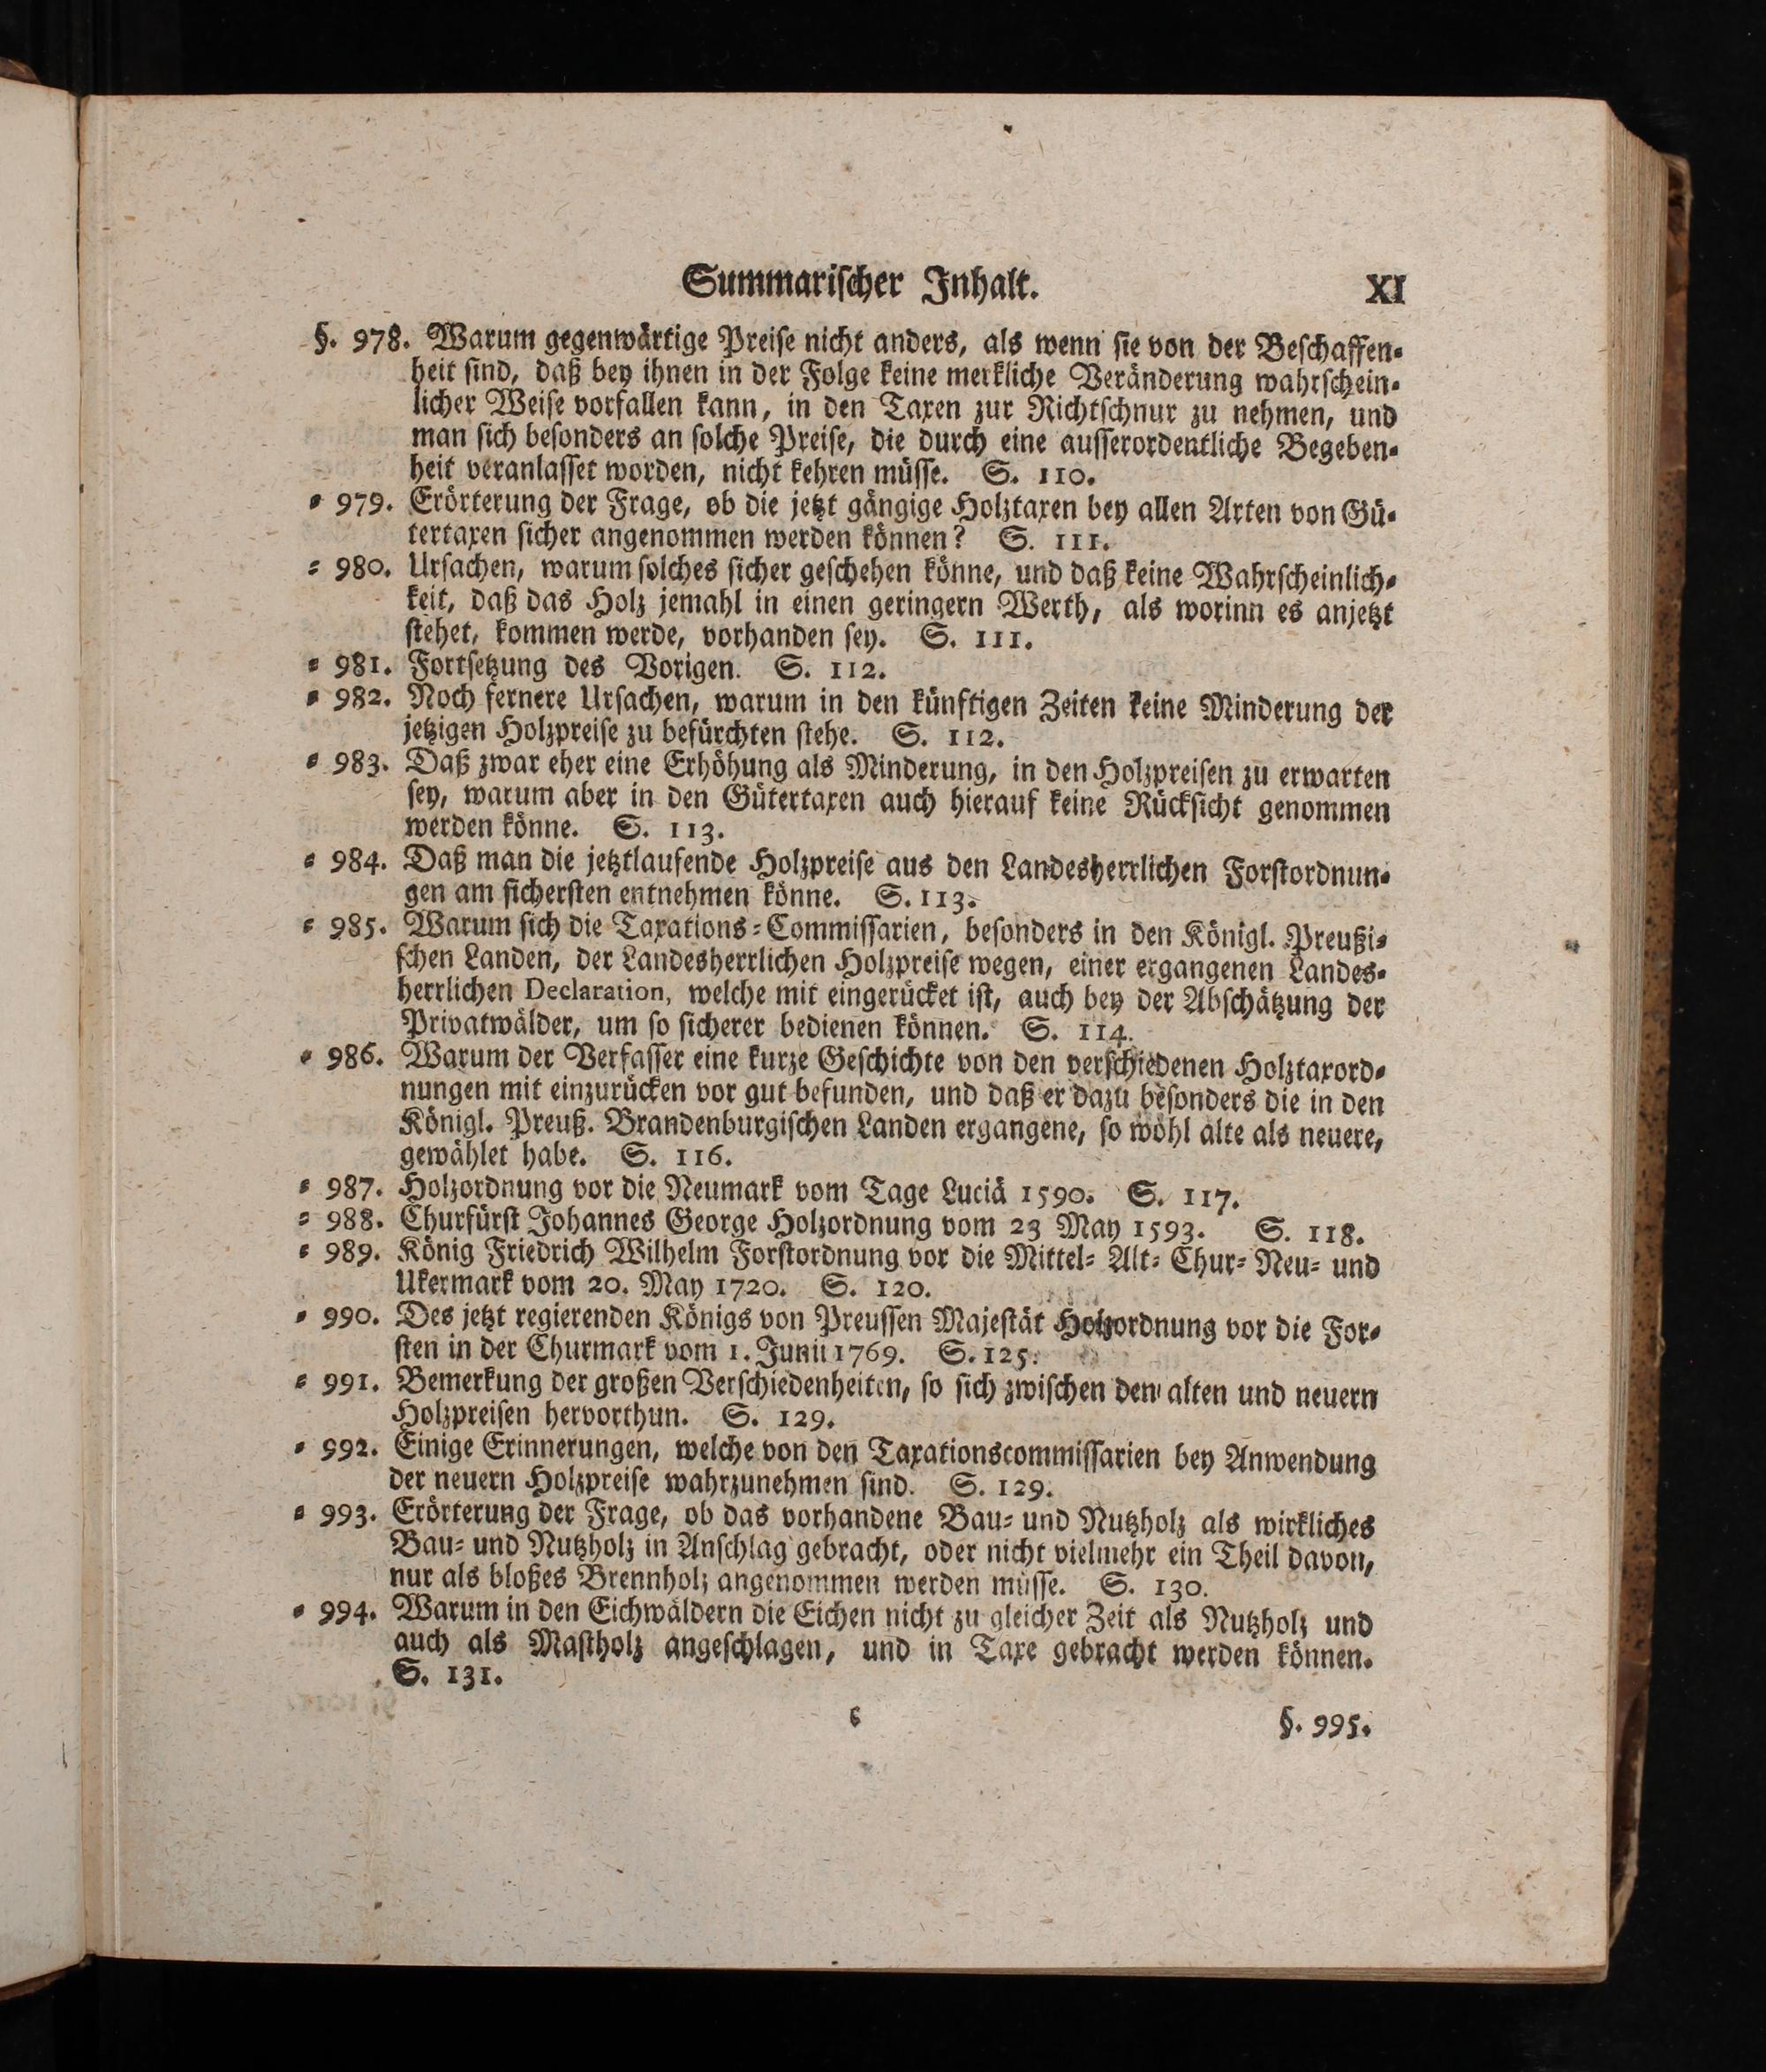 Summarischer Inhalt. XI
§. 978. Warum gegenwärtige Preise nicht anders, als wenn sie von der Beschaffen-
heit sind, daß bey ihnen in der Folge keine merkliche Veränderung wahrschein-
licher Weise vorfallen kann, in den Taxen zur Richtschnur zu nehmen, und
man sich besonders an solche Preise, die durch eine ausserordentliche Begeben-
heit veranlasset worden, nicht kehren müsse. S. 110.
= 979. Erörterung der Frage, ob die jetzt gängige Holztaxen bey allen Arten von Gü-
tertaxen sicher angenommen werden können? S. 111.
= 980. Ursachen, warum solches sicher geschehen könne, und daß keine Wahrscheinlich-
keit, daß das Holz jemahl in einen geringern Werth, als worinn es anjetzt
stehet, kommen werde, vorhanden sey. S. 111.
= 981. Fortsetzung des Vorigen. S. 112.
= 982. Noch fernere Ursachen, warum in den künftigen Zeiten keine Minderung der
jetzigen Holzpreise zu befürchten stehe. S. 112.
= 983. Daß zwar eher eine Erhöhung als Minderung, in den Holzpreisen zu erwarten
sey, warum aber in den Gütertaxen auch hierauf keine Rücksicht genommen
werden könne. S. 113.
= 984. Daß man die jetztlaufende Holzpreise aus den Landesherrlichen Forstordnun-
gen am sichersten entnehmen könne. S. 113.
= 985. Warum sich die Taxations=Commissarien, besonders in den Königl. Preußi-
schen Landen, der Landesherrlichen Holzpreise wegen, einer ergangenen Landes-
herrlichen Declaration, welche mit eingerücket ist, auch bey der Abschätzung der
Privatwälder, um so sicherer bedienen können. S. 114.
= 986. Warum der Verfasser eine kurze Geschichte von den verschiedenen Holztaxord-
nungen mit einzurücken vor gut befunden, und daß er dazu besonders die in den
Königl. Preuß. Brandenburgischen Landen ergangene, so wohl alte als neuere,
gewählet habe. S. 116.
= 987. Holzordnung vor die Neumark vom Tage Luciä 1590. S. 117.
= 988. Churfürst Johannes George Holzordnung vom 23 May 1593. S. 118.
= 989. König Friedrich Wilhelm Forstordnung vor die Mittel= Alt= Chur= Neu= und
Ukermark vom 20. May 1720. S. 120.
= 990. Des jetzt regierenden Königs von Preussen Majestät Holzordnung vor die For-
sten in der Churmark vom 1. Junii 1769. S. 125.
= 991. Bemerkung der großen Verschiedenheiten, so sich zwischen den alten und neuern
Holzpreisen hervorthun. S. 129.
= 992. Einige Erinnerungen, welche von den Taxationscommissarien bey Anwendung
der neuern Holzpreise wahrzunehmen sind. S. 129.
= 993. Erörterung der Frage, ob das vorhandene Bau= und Nutzholz als wirkliches
Bau= und Nutzholz in Anschlag gebracht, oder nicht vielmehr ein Theil davon,
nur als bloßes Brennholz angenommen werden müsse. S. 130.
= 994. Warum in den Eichwäldern die Eichen nicht zu gleicher Zeit als Nutzholz und
auch als Mastholz angeschlagen, und in Taxe gebracht werden können.
S. 131.
§. 995.